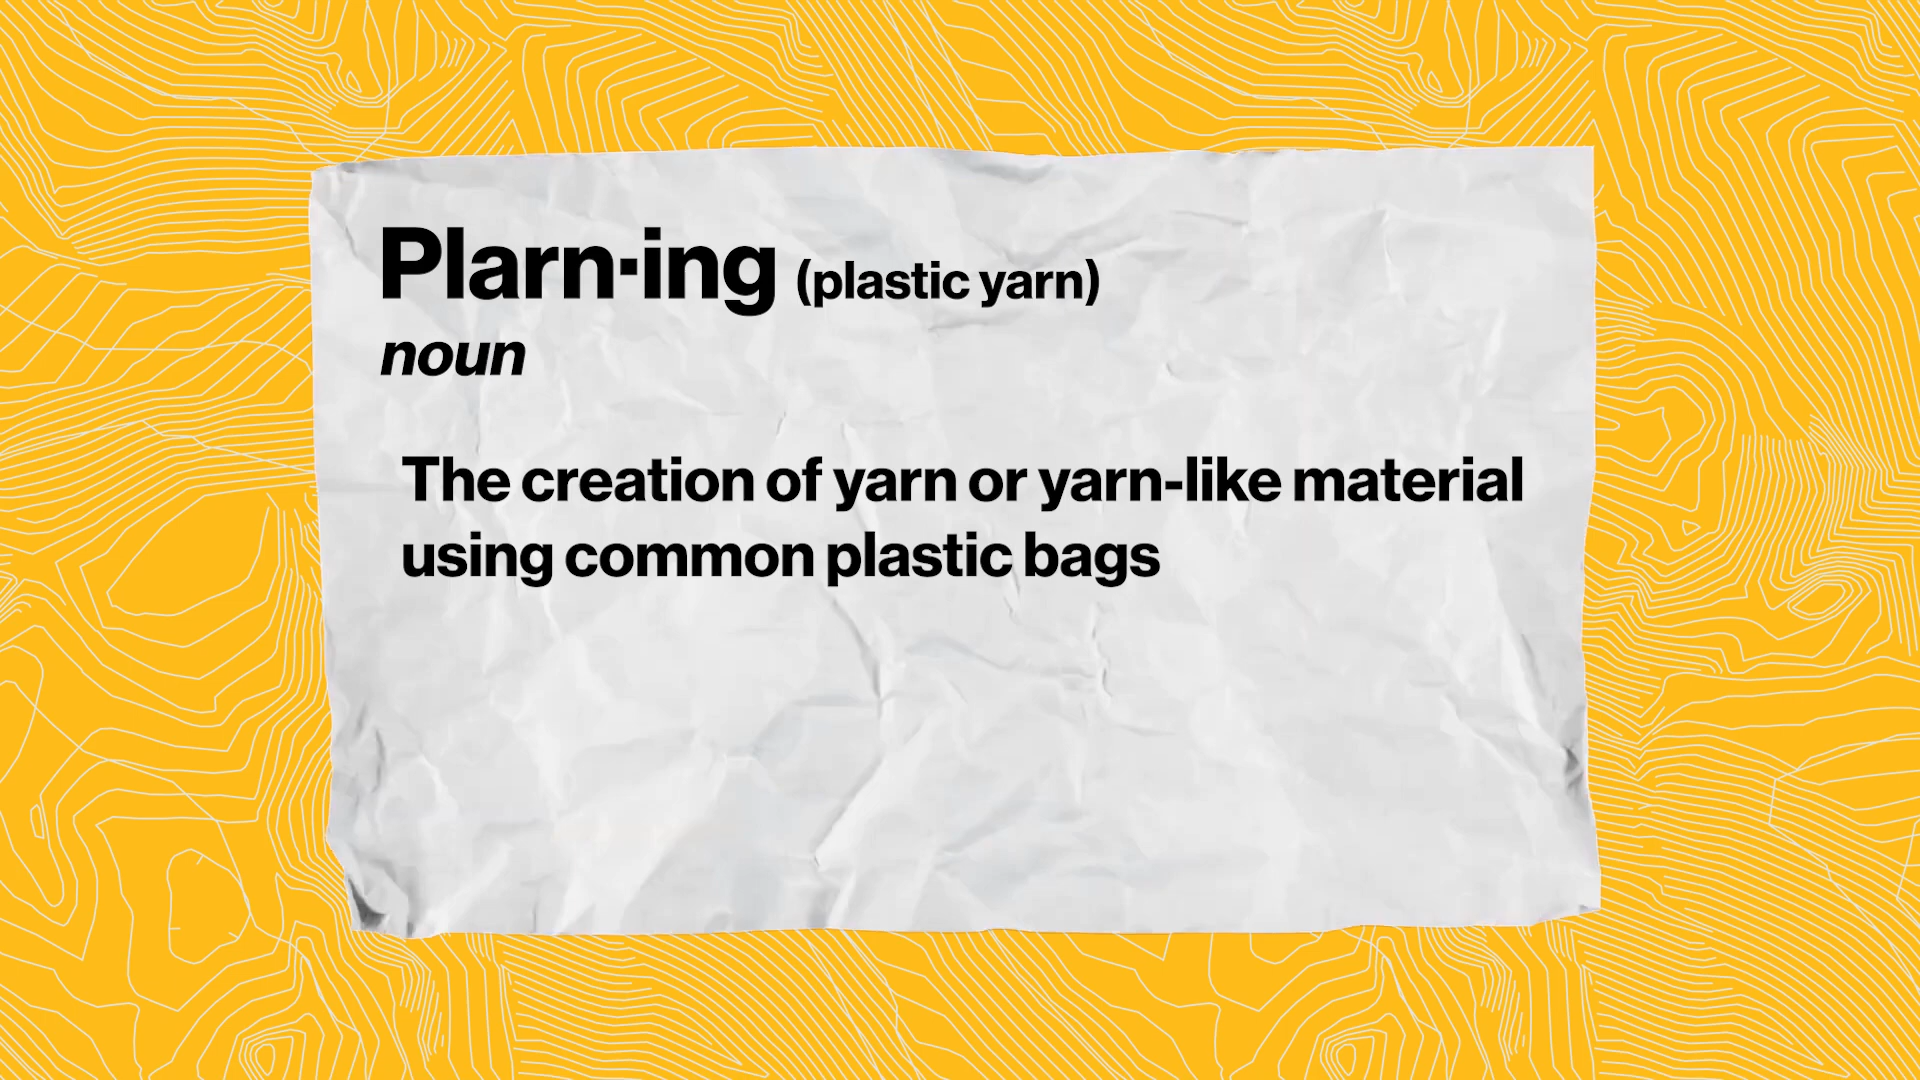 Plarn·ing (plastic yarn)
noun
The creation of yarn or yarn-like material
using common plastic bags